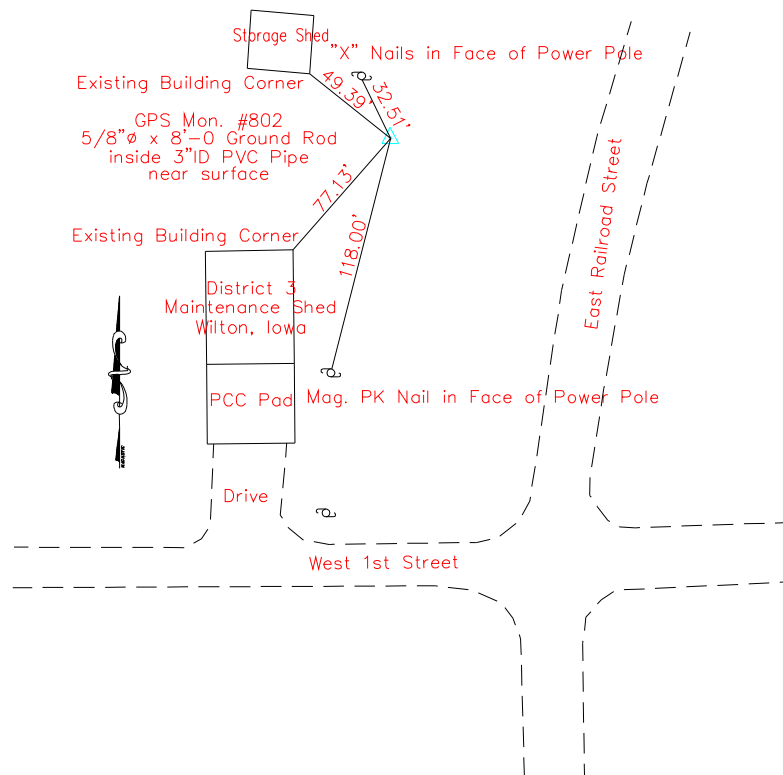 Storage Shed
"X" Nails in Face of Power Pole
Existing Building Corner
49.39'
32.51'
GPS Mon. #802
5/8"ø x 8'-0 Ground Rod
inside 3"ID PVC Pipe
near surface
77.13'
118.00'
East Railroad Street
Existing Building Corner
District 3
Maintenance Shed
Wilton, Iowa
PCC Pad
Mag. PK Nail in Face of Power Pole
Drive
West 1st Street